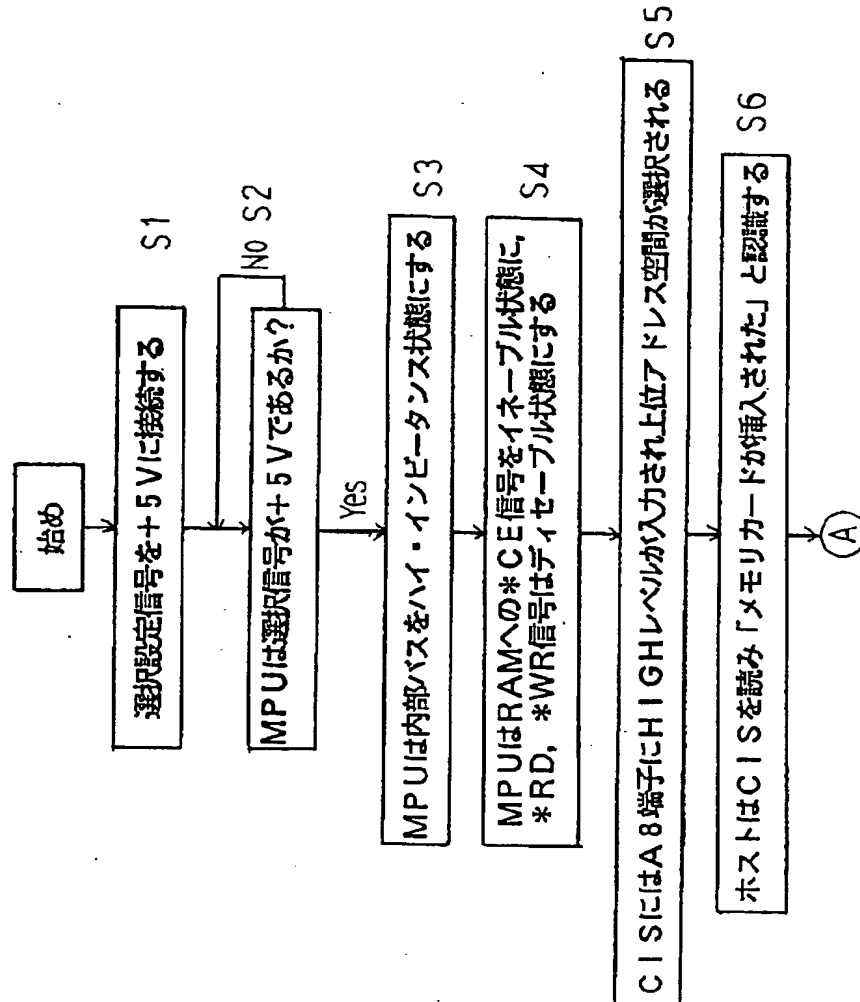 始め
選択設定信号を+5Vに接続する
S1
MPUは選択信号が+5Vであるか?
No
S2
Yes
MPUは内部バスをハイ・インピータンス状態にする
S3
MPUはRAMへの*CE信号をイネーブル状態に,
*RD, *WR信号はディセーブル状態にする
S4
CISにはA8端子にHIGHレベルが入力され上位アドレス空間が選択される
S5
ホストはCISを読み「メモリカードが挿入された」と認識する
S6
A